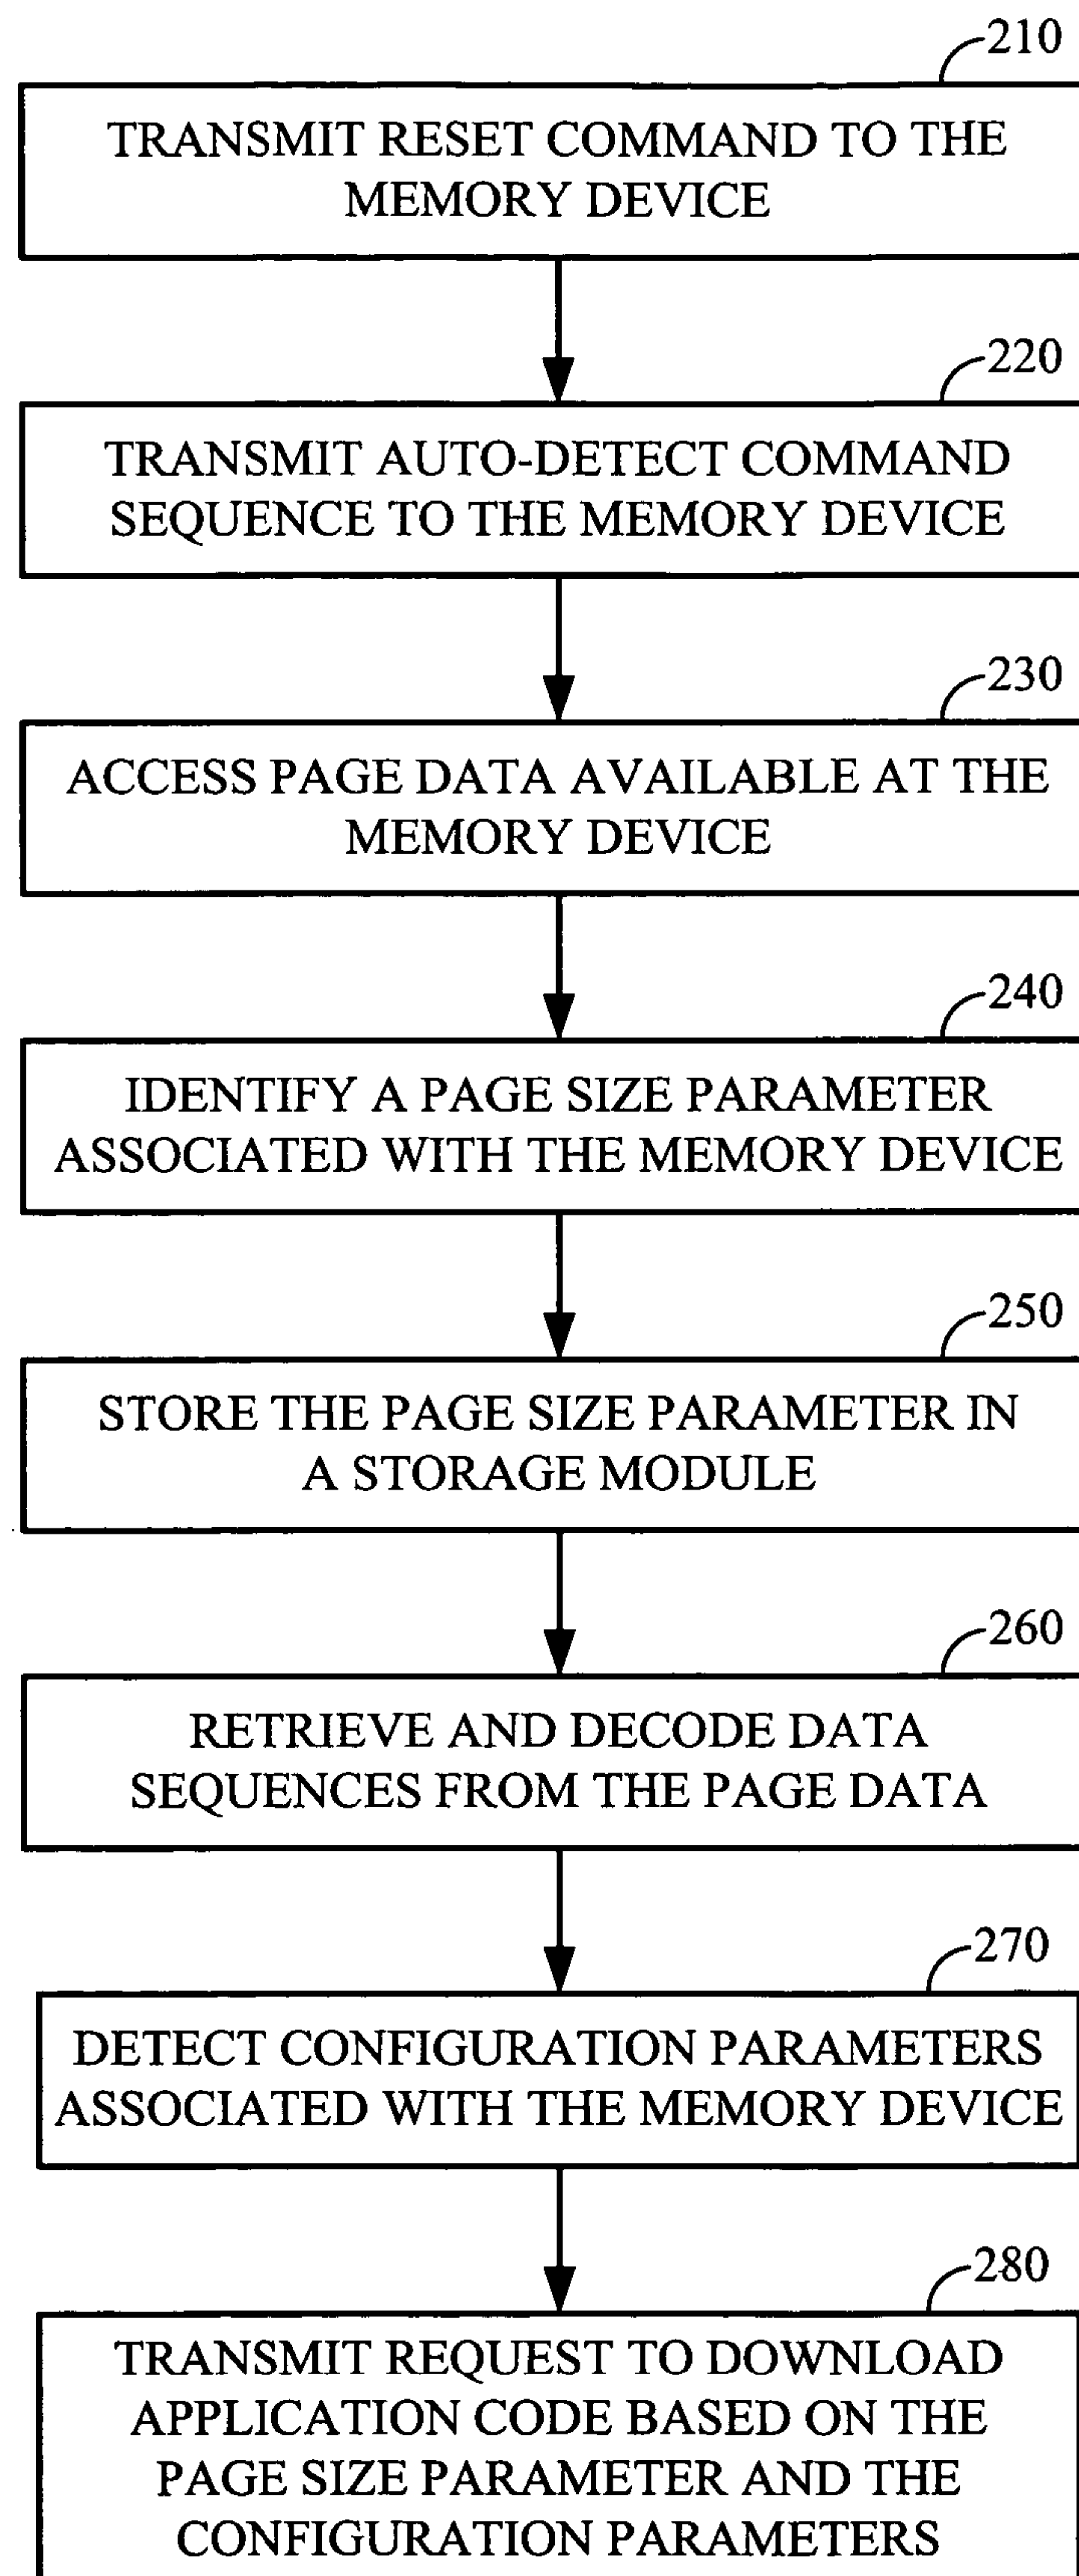 210
TRANSMIT RESET COMMAND TO THE
MEMORY DEVICE
220
TRANSMIT AUTO-DETECT COMMAND
SEQUENCE TO THE MEMORY DEVICE
230
ACCESS PAGE DATA AVAILABLE AT THE
MEMORY DEVICE
240
IDENTIFY A PAGE SIZE PARAMETER
ASSOCIATED WITH THE MEMORY DEVICE
250
STORE THE PAGE SIZE PARAMETER IN
A STORAGE MODULE
260
RETRIEVE AND DECODE DATA
SEQUENCES FROM THE PAGE DATA
270
DETECT CONFIGURATION PARAMETERS
ASSOCIATED WITH THE MEMORY DEVICE
280
TRANSMIT REQUEST TO DOWNLOAD
APPLICATION CODE BASED ON THE
PAGE SIZE PARAMETER AND THE
CONFIGURATION PARAMETERS